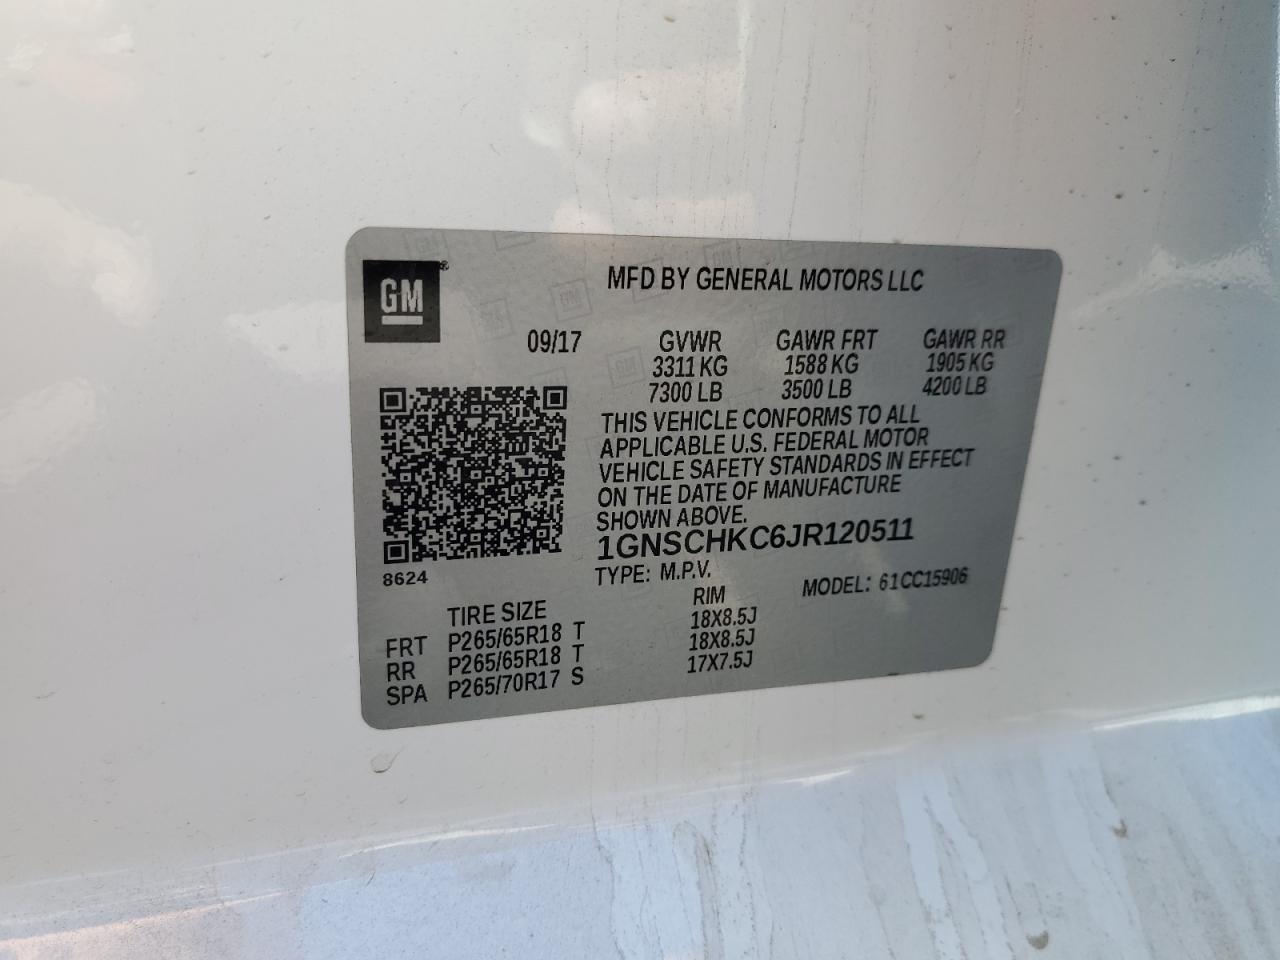 GM®
MFD BY GENERAL MOTORS LLC
09/17 GVWR GAWR FRT GAWR RR
3311 KG 1588 KG 1905 KG
7300 LB 3500 LB 4200 LB
THIS VEHICLE CONFORMS TO ALL
APPLICABLE U.S. FEDERAL MOTOR
VEHICLE SAFETY STANDARDS IN EFFECT
ON THE DATE OF MANUFACTURE
SHOWN ABOVE.
1GNSCHKC6JR120511
8624
TYPE: M.P.V. MODEL: 61CC15906
TIRE SIZE RIM
FRT P265/65R18 T 18X8.5J
RR P265/65R18 T 18X8.5J
SPA P265/70R17 S 17X7.5J